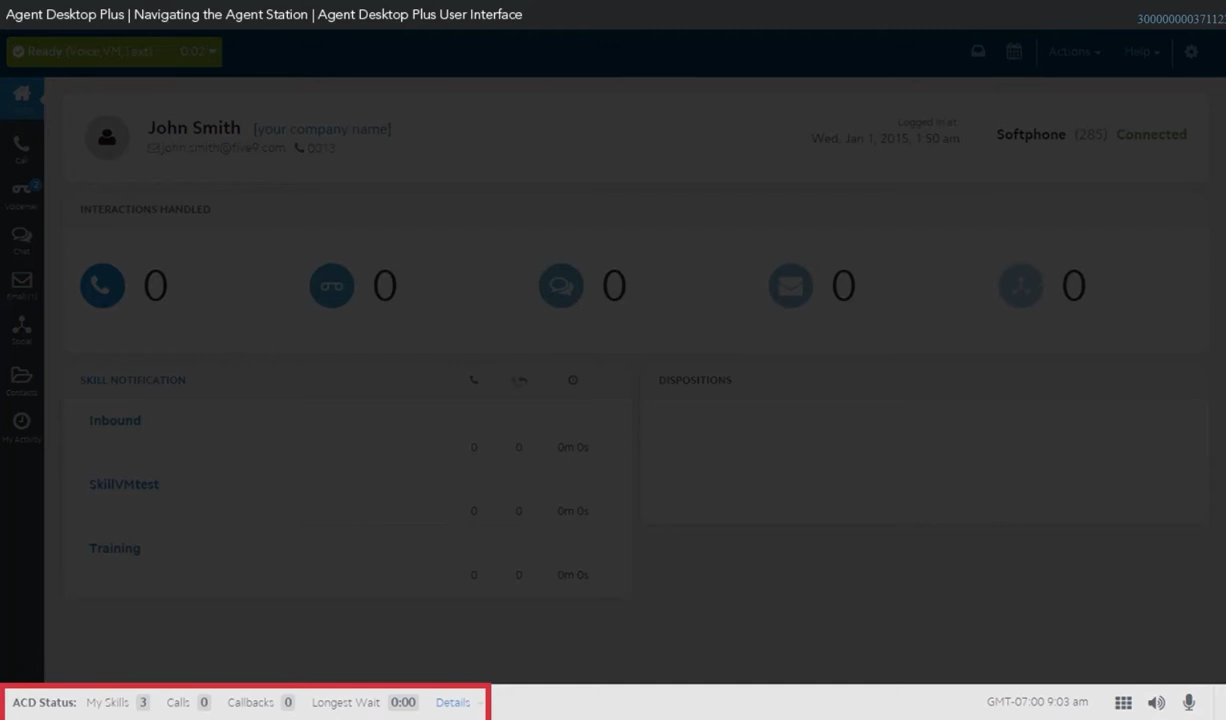 Agent Desktop Plus | Navigating the Agent Station | Agent Desktop Plus User Interface
30000000037112
Ready (Voice,VM,Text) 0:02
Actions Help
John Smith [your company name]
john.smith@five9.com 0013
Logged in at:
Wed, Jan 1, 2015, 1:50 am
Softphone (285) Connected
Call
Voicemail
2
Chat
Email (1)
Social
Contacts
My Activity
INTERACTIONS HANDLED
0 0 0 0 0
SKILL NOTIFICATION
Inbound
0 0 0m 0s
SkillVMtest
0 0 0m 0s
Training
0 0 0m 0s
DISPOSITIONS
ACD Status: My Skills 3 Calls 0 Callbacks 0 Longest Wait 0:00 Details
GMT-07:00 9:03 am